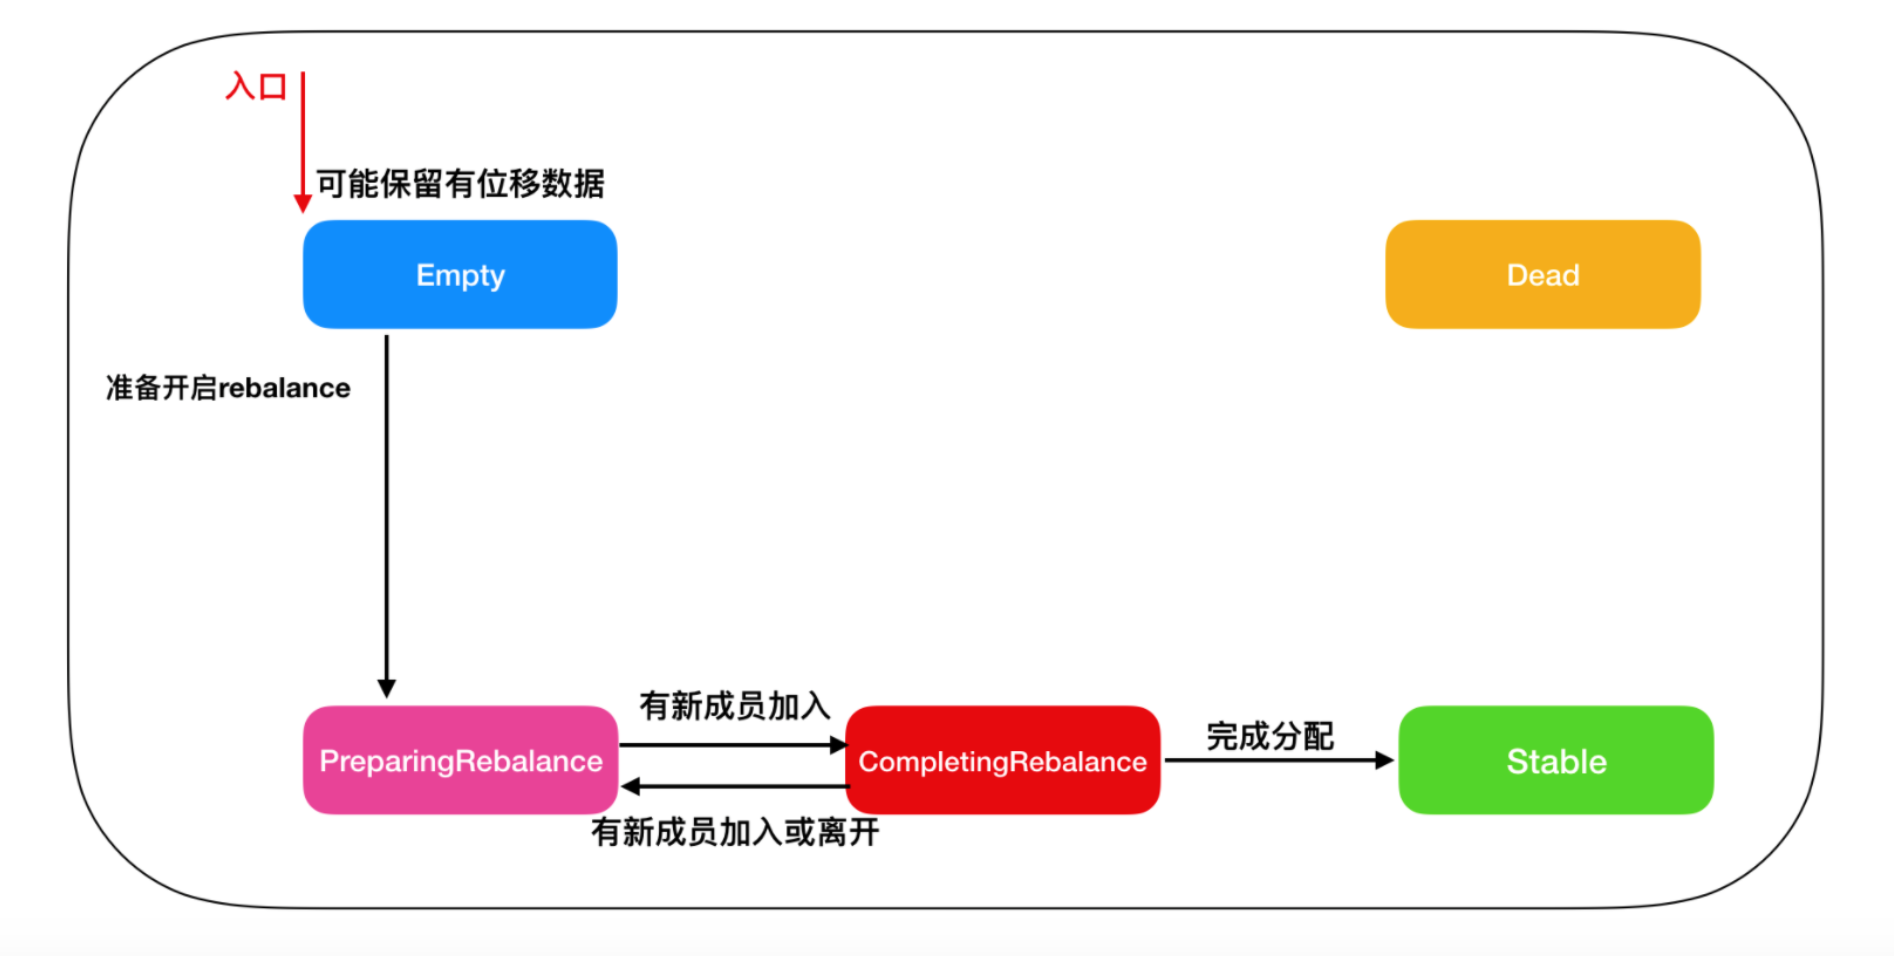 入口
可能保留有位移数据
Empty
Dead
准备开启rebalance
有新成员加入
完成分配
PreparingRebalance
CompletingRebalance
Stable
有新成员加入或离开